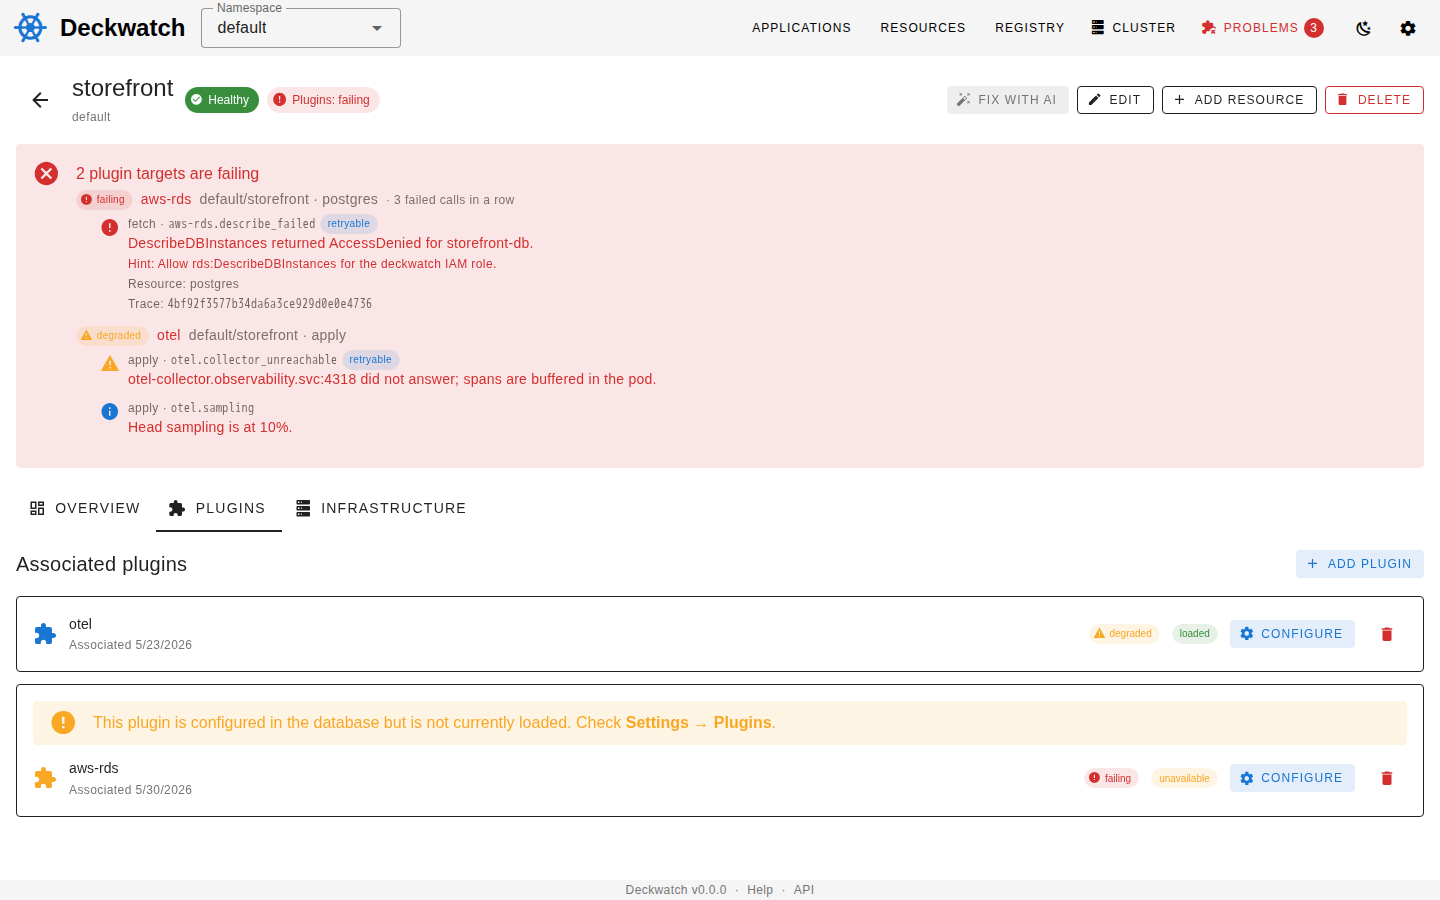 Deckwatch
Namespace
default
APPLICATIONS
RESOURCES
REGISTRY
CLUSTER
PROBLEMS 3
storefront
default
Healthy
Plugins: failing
FIX WITH AI
EDIT
ADD RESOURCE
DELETE
2 plugin targets are failing
failing aws-rds default/storefront · postgres · 3 failed calls in a row
fetch · aws-rds.describe_failed retryable
DescribeDBInstances returned AccessDenied for storefront-db.
Hint: Allow rds:DescribeDBInstances for the deckwatch IAM role.
Resource: postgres
Trace: 4bf92f3577b34da6a3ce929d0e0e4736
degraded otel default/storefront · apply
apply · otel.collector_unreachable retryable
otel-collector.observability.svc:4318 did not answer; spans are buffered in the pod.
apply · otel.sampling
Head sampling is at 10%.
OVERVIEW
PLUGINS
INFRASTRUCTURE
Associated plugins
ADD PLUGIN
otel
Associated 5/23/2026
degraded
loaded
CONFIGURE
This plugin is configured in the database but is not currently loaded. Check Settings → Plugins.
aws-rds
Associated 5/30/2026
failing
unavailable
CONFIGURE
Deckwatch v0.0.0 · Help · API